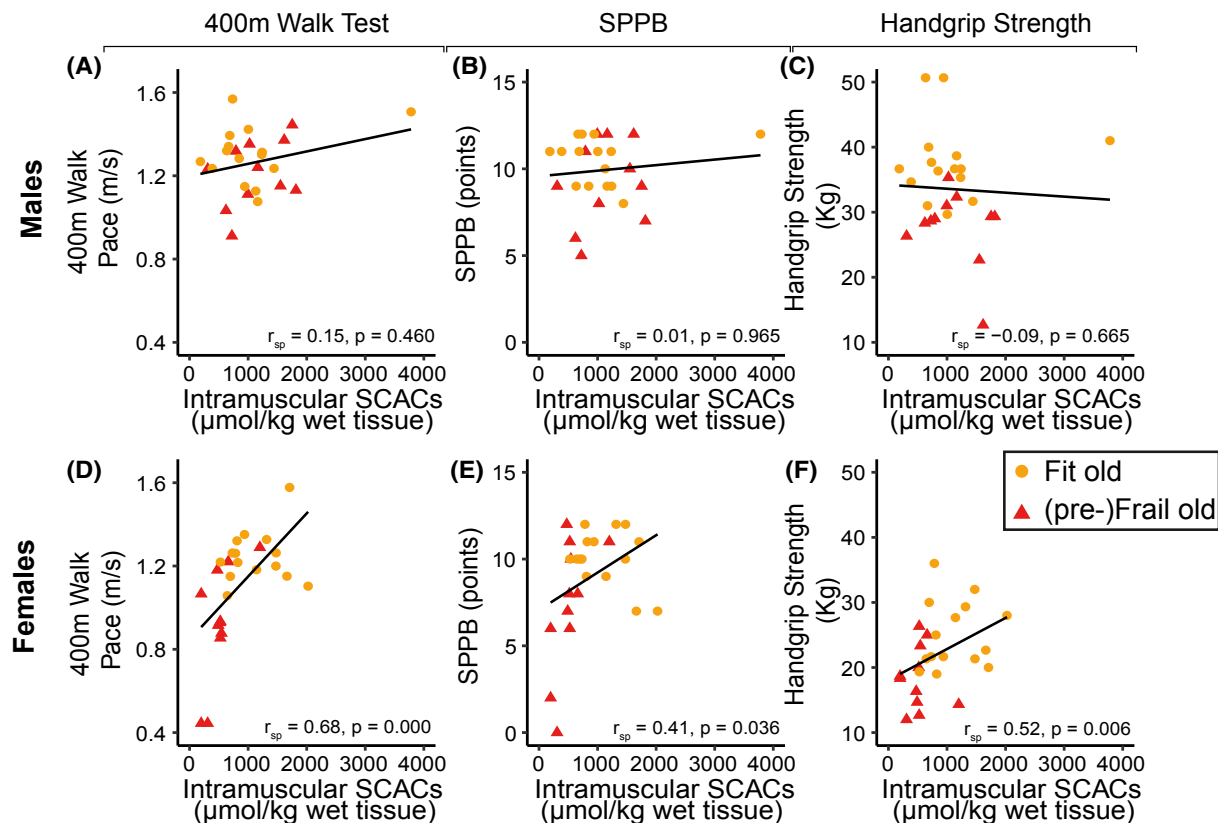 400m Walk Test
SPPB
Handgrip Strength
Males
(A)
400m Walk
Pace (m/s)
1.6
1.2
0.8
0.4
r_sp = 0.15, p = 0.460
0 1000 2000 3000 4000
Intramuscular SCACs
(µmol/kg wet tissue)
(B)
SPPB (points)
15
10
5
0
r_sp = 0.01, p = 0.965
0 1000 2000 3000 4000
Intramuscular SCACs
(µmol/kg wet tissue)
(C)
Handgrip Strength
(Kg)
50
40
30
20
10
r_sp = −0.09, p = 0.665
0 1000 2000 3000 4000
Intramuscular SCACs
(µmol/kg wet tissue)
Females
(D)
400m Walk
Pace (m/s)
1.6
1.2
0.8
0.4
r_sp = 0.68, p = 0.000
0 1000 2000 3000 4000
Intramuscular SCACs
(µmol/kg wet tissue)
(E)
SPPB (points)
15
10
5
0
r_sp = 0.41, p = 0.036
0 1000 2000 3000 4000
Intramuscular SCACs
(µmol/kg wet tissue)
(F)
Handgrip Strength
(Kg)
50
40
30
20
10
Fit old
(pre-)Frail old
r_sp = 0.52, p = 0.006
0 1000 2000 3000 4000
Intramuscular SCACs
(µmol/kg wet tissue)